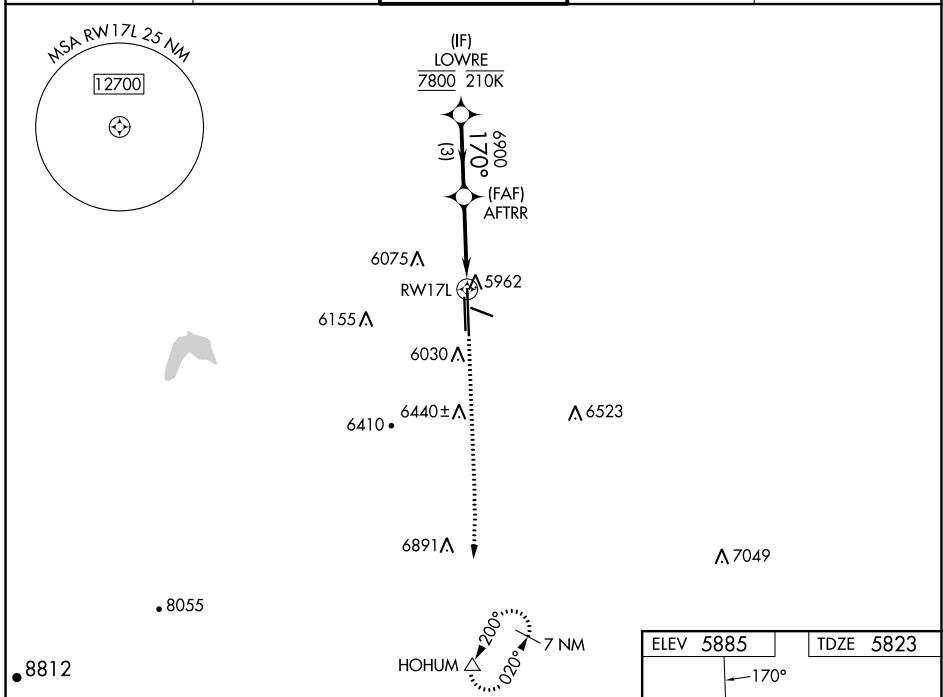 MSA RW17L 25 NM
12700
(IF)
LOWRE
7800 210K
6900
170°
(3)
(FAF)
AFTRR
6075
5962
RW17L
6155
6030
6440±
6523
6410
6891
7049
8055
200°
7 NM
020°
HOHUM
8812
ELEV 5885
TDZE 5823
170°